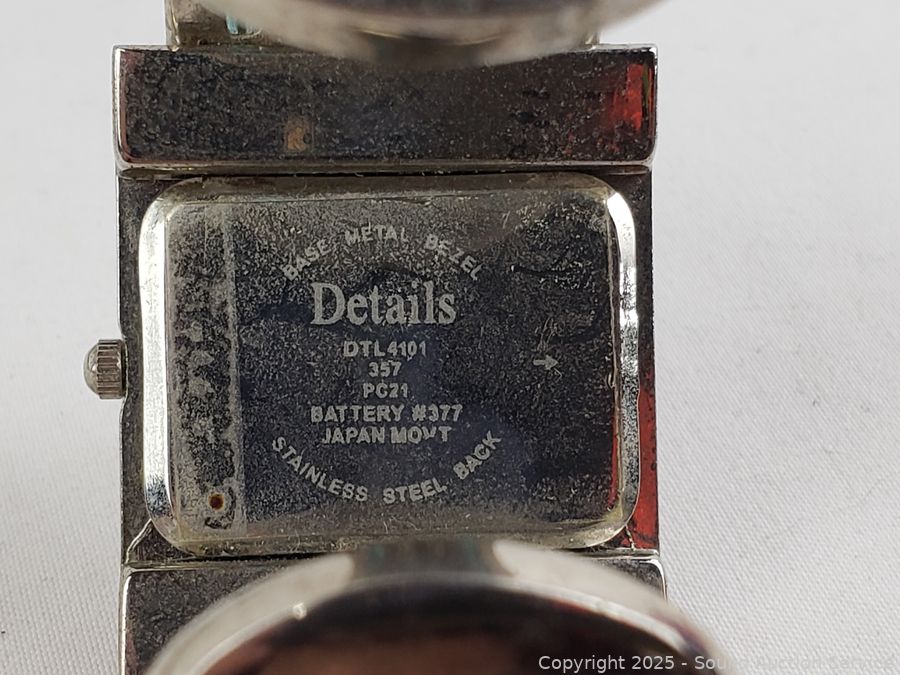 BASE METAL BEZEL
Details
DTL4101
357
PC21
BATTERY #377
JAPAN MOVT
STAINLESS STEEL BACK
Copyright © 2025 - Sound Auction Service